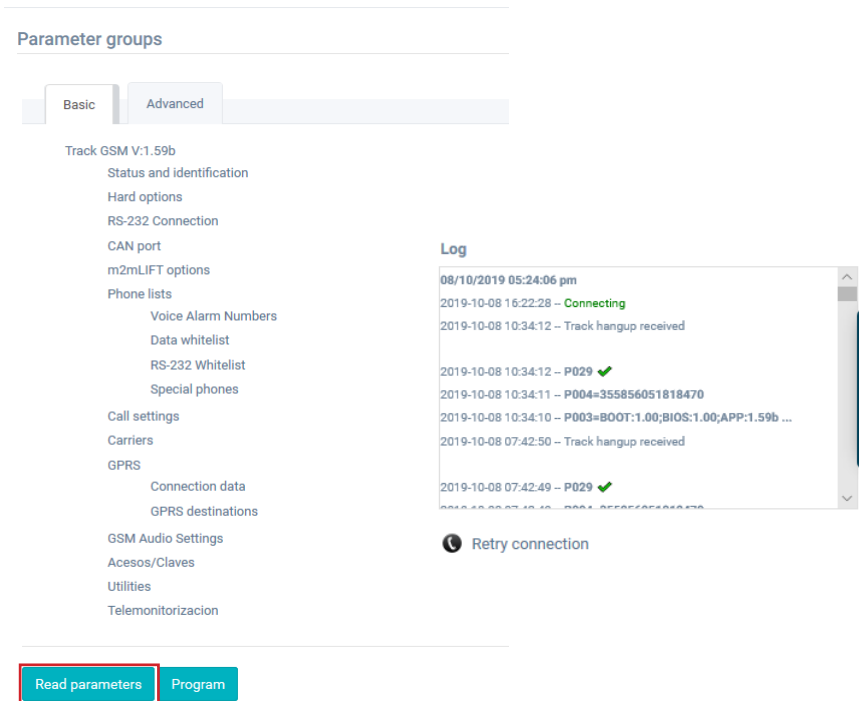 Parameter groups
Basic
Advanced
Track GSM V:1.59b
Status and identification
Hard options
RS-232 Connection
CAN port
m2mLIFT options
Phone lists
Voice Alarm Numbers
Data whitelist
RS-232 Whitelist
Special phones
Call settings
Carriers
GPRS
Connection data
GPRS destinations
GSM Audio Settings
Acesos/Claves
Utilities
Telemonitorizacion
Read parameters
Program
Log
08/10/2019 05:24:06 pm
2019-10-08 16:22:28 – Connecting
2019-10-08 10:34:12 – Track hangup received
2019-10-08 10:34:12 – P029
2019-10-08 10:34:11 – P004=355856051818470
2019-10-08 10:34:10 – P003=BOOT:1.00;BIOS:1.00;APP:1.59b ...
2019-10-08 07:42:50 – Track hangup received
2019-10-08 07:42:49 – P029
Retry connection